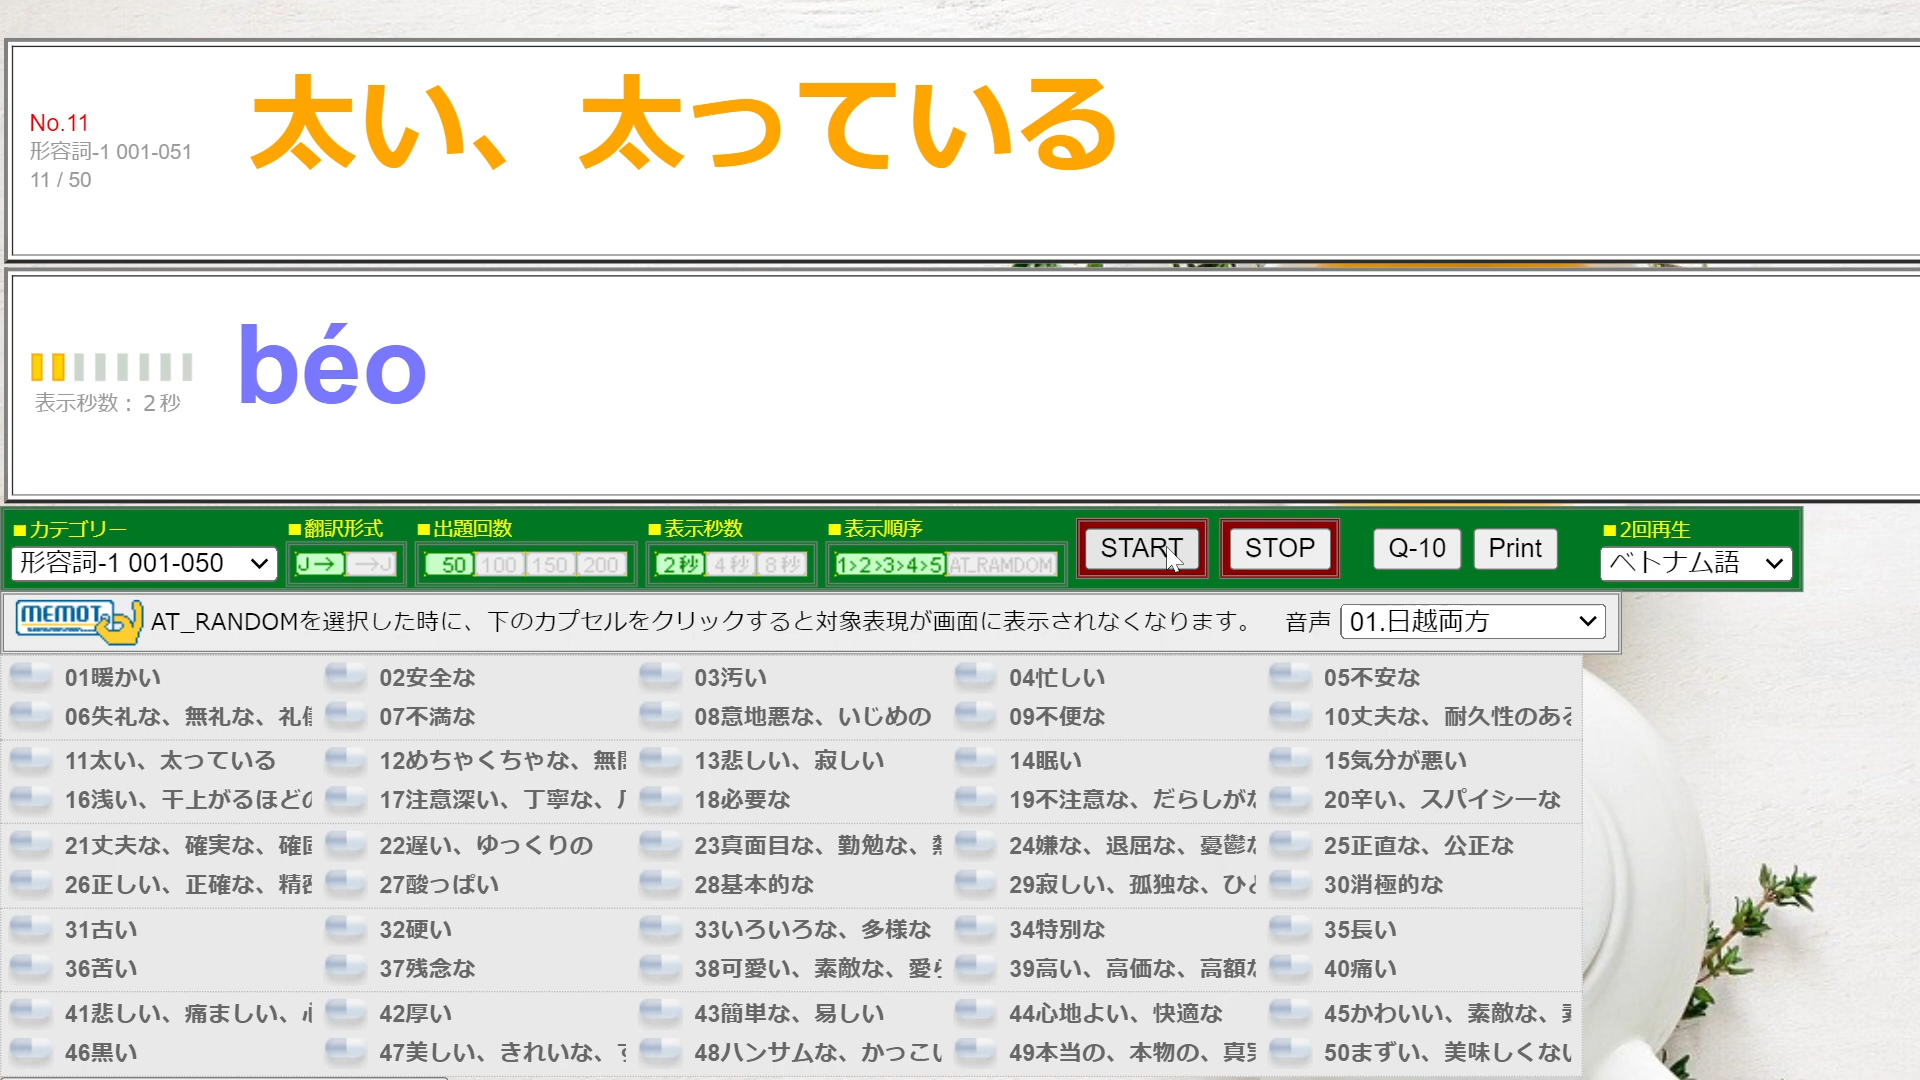 太い、太っている
No.11
形容詞-1 001-051
11 / 50
béo
表示秒数：2秒
■カテゴリー ■翻訳形式 ■出題回数 ■表示秒数 ■表示順序 ■2回再生
形容詞-1 001-050 J→ →J 50 100 150 200 2秒 4秒 8秒 1>2>3>4>5 AT_RAMDOM START STOP Q-10 Print ベトナム語
MEMOT AT_RANDOMを選択した時に、下のカプセルをクリックすると対象表現が画面に表示されなくなります。 音声 01.日越両方
01暖かい 02安全な 03汚い 04忙しい 05不安な
06失礼な、無礼な、礼 07不満な 08意地悪な、いじめの 09不便な 10丈夫な、耐久性のある
11太い、太っている 12めちゃくちゃな、無 13悲しい、寂しい 14眠い 15気分が悪い
16浅い、干上がるほどの 17注意深い、丁寧な、 18必要な 19不注意な、だらしがな 20辛い、スパイシーな
21丈夫な、確実な、確 22遅い、ゆっくりの 23真面目な、勤勉な、 24嫌な、退屈な、憂鬱な 25正直な、公正な
26正しい、正確な、精 27酸っぱい 28基本的な 29寂しい、孤独な、ひと 30消極的な
31古い 32硬い 33いろいろな、多様な 34特別な 35長い
36苦い 37残念な 38可愛い、素敵な、愛 39高い、高価な、高額な 40痛い
41悲しい、痛ましい、 42厚い 43簡単な、易しい 44心地よい、快適な 45かわいい、素敵な、
46黒い 47美しい、きれいな、す 48ハンサムな、かっこい 49本当の、本物の、真 50まずい、美味しくない